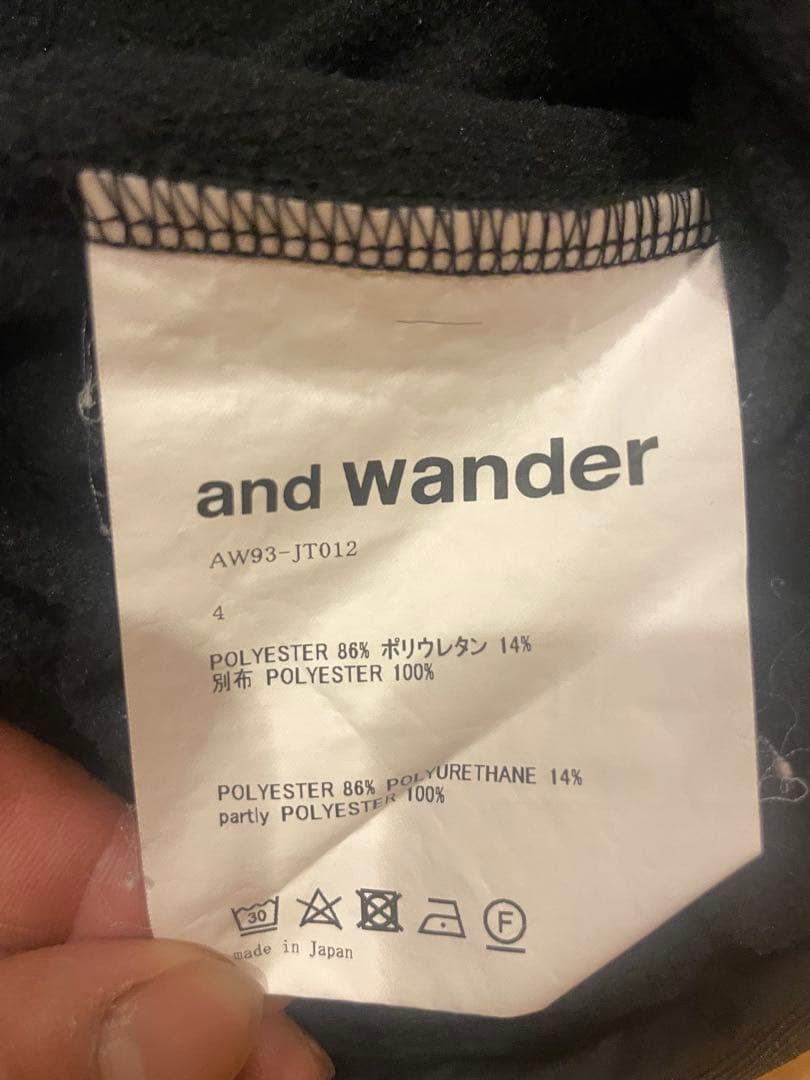 and wander
AW93-JT012
4
POLYESTER 86% ポリウレタン 14%
別布 POLYESTER 100%
POLYESTER 86% POLYURETHANE 14%
partly POLYESTER 100%
30 F
made in Japan